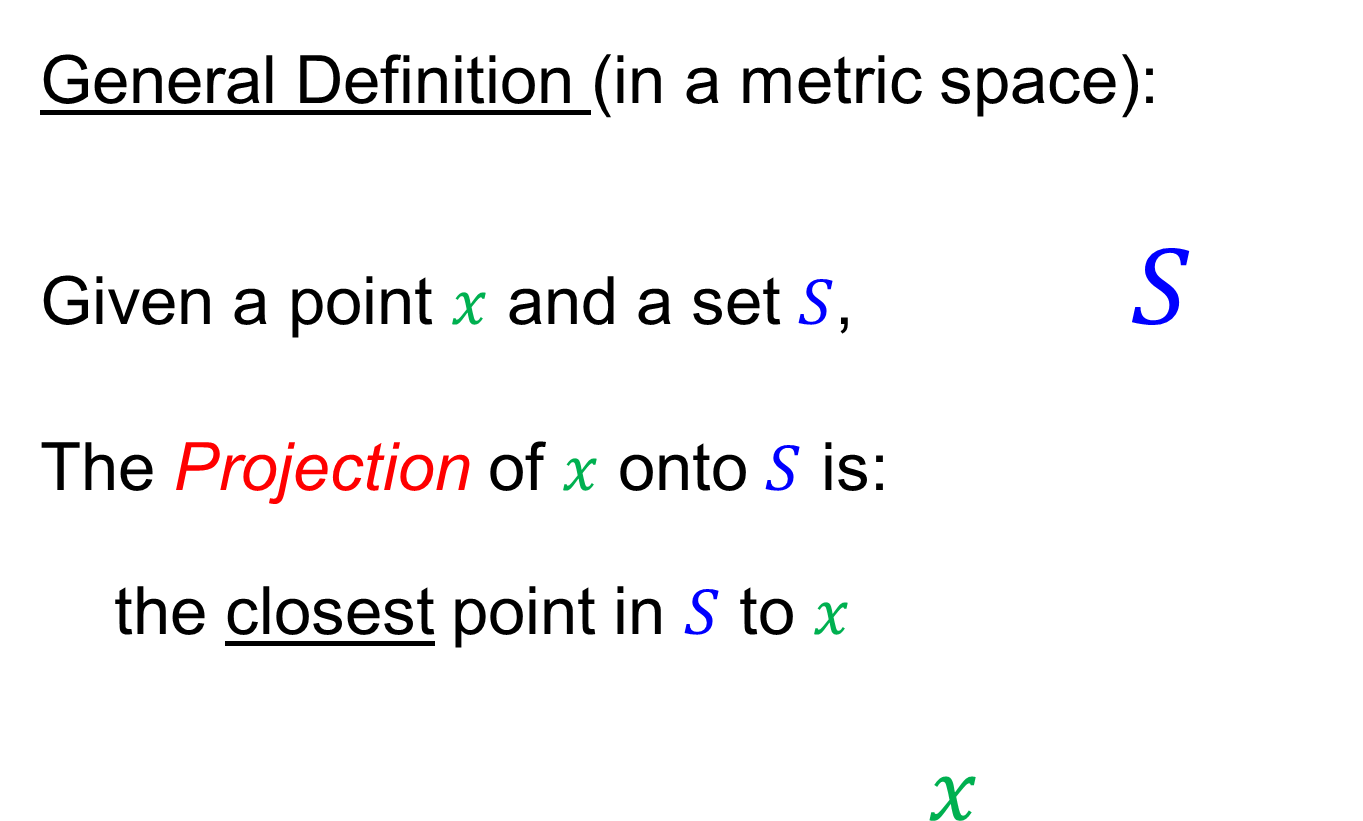 General Definition (in a metric space):
Given a point x and a set S,
S
The Projection of x onto S is:
the closest point in S to x
x